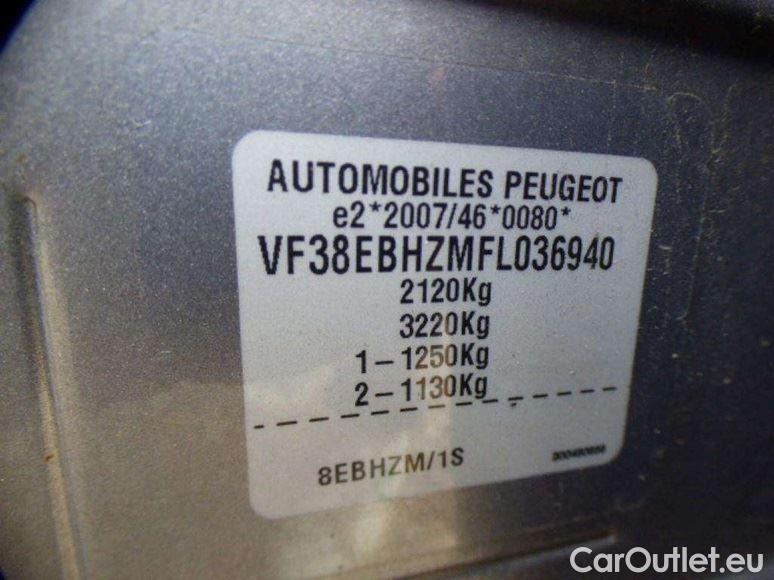 AUTOMOBILES PEUGEOT
e2*2007/46*0080*
VF38EBHZMFL036940
2120Kg
3220Kg
1-1250Kg
2-1130Kg
8EBHZM/1S
CarOutlet.eu